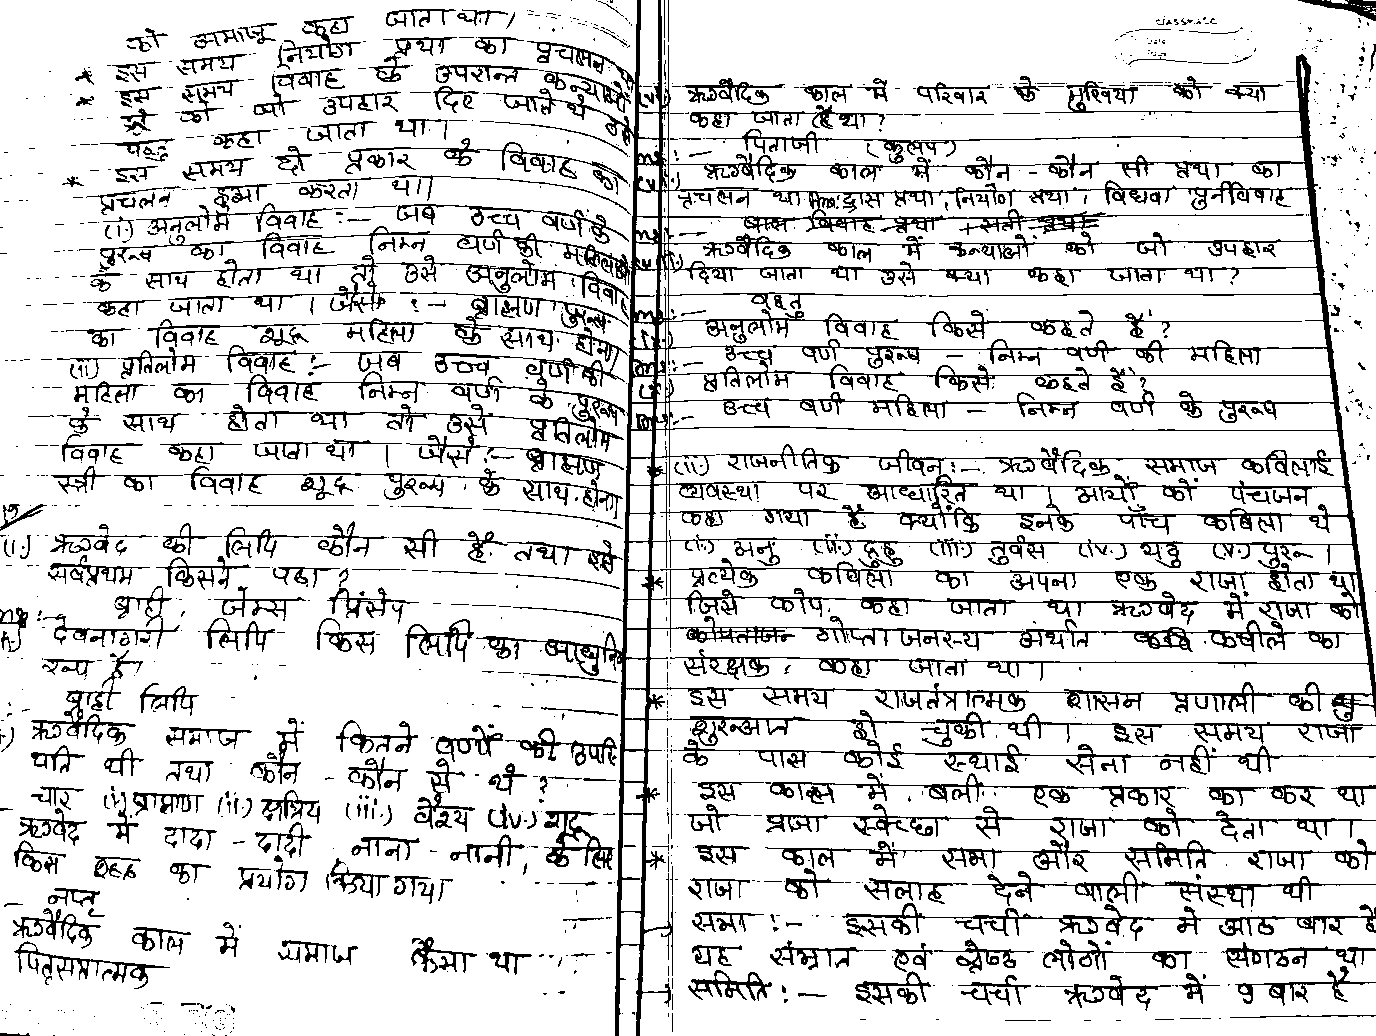 को समाज कहा जाता था।
* इस समय नियोग प्रथा का प्रचलन था
* इस समय विवाह के उपरान्त कन्याओं
को जो उपहार दिए जाते थे उसे
वहतु कहा जाता था।
* इस समय दो प्रकार के विवाह का
प्रचलन हुआ करता था।
(i) अनुलोम विवाह :- जब उच्च वर्ण के
पुरूष का विवाह निम्न वर्ण की महिलाओं
के साथ होता था तो उसे अनुलोम विवाह
कहा जाता था। जैसे :- ब्राह्मण पुरूष
का विवाह शूद्र महिला के साथ होना
(ii) प्रतिलोम विवाह :- जब उच्च वर्ण की
महिला का विवाह निम्न वर्ण के पुरूष
के साथ होता था तो उसे प्रतिलोम
विवाह कहा जाता था। जैसे :- ब्राह्मण
स्त्री का विवाह शूद्र पुरूष के साथ होना
(i) ऋग्वेद की लिपि कौन सी है तथा इसे
सर्वप्रथम किसने पढा?
ब्राही, जेम्स प्रिंसेप
देवनागरी लिपि किस लिपि का आधुनिक
रूप है।
ब्राही लिपि
ऋग्वैदिक समाज में कितने वर्णों की उपस्
थति थी तथा कौन-कौन से थे?
- चार (i) ब्रामाण (ii) क्षत्रिय (iii) वैश्य (iv) शूद्र
ऋग्वेद में दादा-दादी नाना-नानी, के लिए
किस शब्द का प्रयोग किया गया
- नप्तृ
ऋग्वैदिक काल में समाज कैसा था
पितृसत्तात्मक
classmate
Date
Page
(vi) ऋग्वैदिक काल में परिवार के मुखिया को क्या
कहा जाता है था?
Ans:- पिताजी (कुलप)
(vii) ऋग्वैदिक काल में कौन-कौन सी प्रथा का
प्रचलन था Ans: दास प्रथा, नियोग प्रथा, विधवा पुर्नविवाह
Ans:- बाल विवाह प्रथा, सती प्रथा
(viii) ऋग्वैदिक काल में कन्याओं को जो उपहार
दिया जाता था उसे क्या कहा जाता था?
Ans:- वहतु
अनुलोम विवाह किसे कहते हैं?
Ans:- उच्च वर्ण पुरूष - निम्न वर्ण की महिला
(x) प्रतिलोम विवाह किसे कहते हैं?
Ans:- उच्च वर्ण महिला - निम्न वर्ण के पुरूष
* (iii) राजनीतिक जीवन :- ऋग्वैदिक समाज कबिलाई
व्यवस्था पर आधारित था। आर्यों को पंचजन
कहा गया है क्योंकि इनके पाँच कबिला थे
(i) अनु (ii) द्रुहु (iii) तुर्वस (iv) यदु (v) पुरू।
* प्रत्येक कबिला का अपना एक राजा होता था
जिसे कोप कहा जाता था ऋग्वेद में राजा को
गोप्ता जनस्य अर्थात कबीले का
संरक्षक कहा जाता था।
* इस समय राजतंत्रात्मक शासन प्रणाली की
शुरूआत हो चुकी थी। इस समय राजा
के पास कोई स्थाई सेना नहीं थी
* इस काल में बली एक प्रकार का कर था
जो प्रजा स्वेच्छा से राजा को देता था।
* इस काल में सभा और समिति राजा को
राजा को सलाह देने वाली संस्था थी
सभा :- इसकी चर्चा ऋग्वेद में आठ बार है
यह संभ्रात एवं श्रेष्ठ लोगों का संगठन था
समिति :- इसकी चर्चा ऋग्वेद में 9 बार है